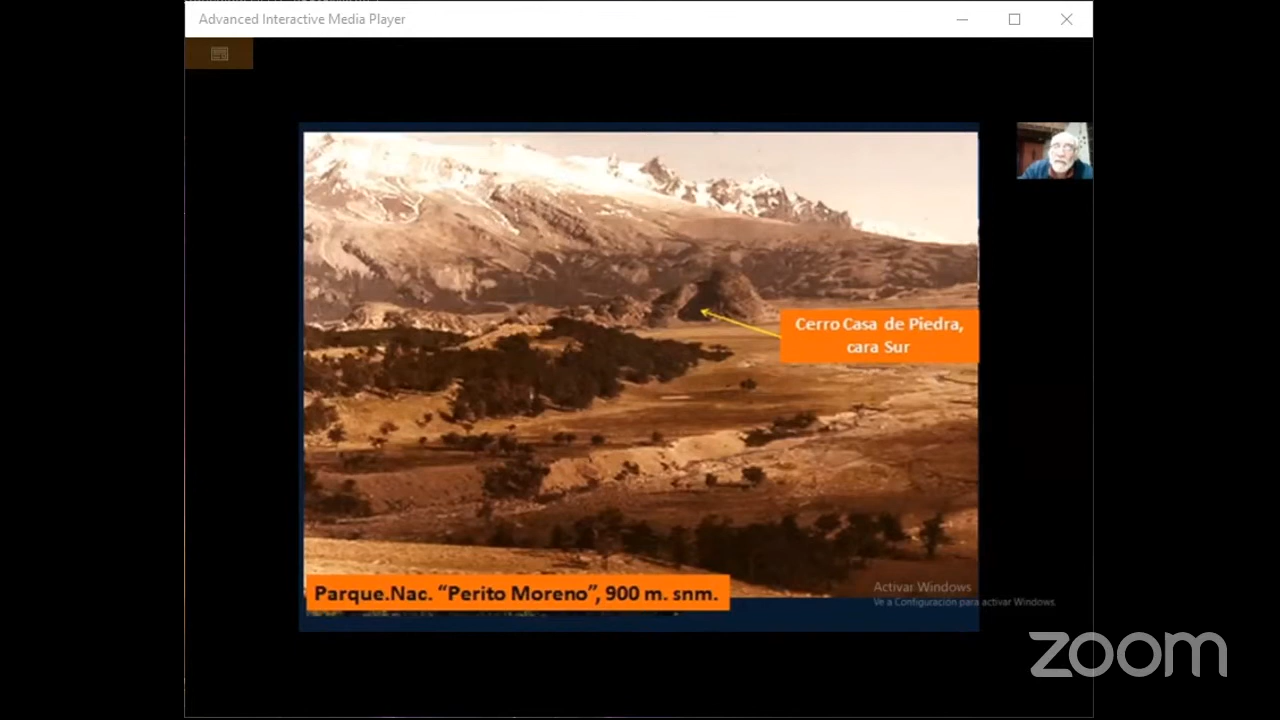 Advanced Interactive Media Player
Cerro Casa de Piedra,
cara Sur
Parque.Nac. “Perito Moreno”, 900 m. snm.
Activar Windows
Ve a Configuración para activar Windows.
zoom